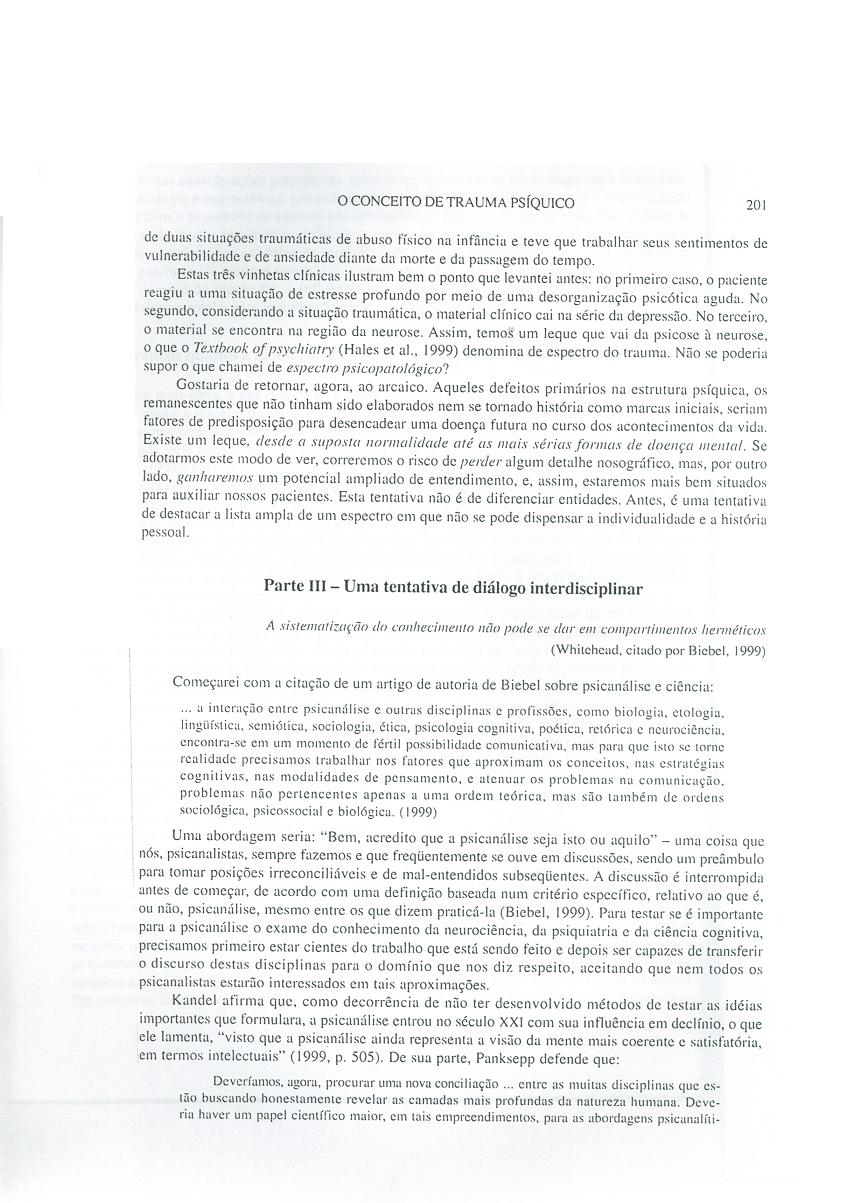 O CONCEITO DE TRAUMA PSÍQUICO 201
de duas situações traumáticas de abuso físico na infância e teve que trabalhar seus sentimentos de
vulnerabilidade e de ansiedade diante da morte e da passagem do tempo.
Estas três vinhetas clínicas ilustram bem o ponto que levantei antes: no primeiro caso, o paciente
reagiu a uma situação de estresse profundo por meio de uma desorganização psicótica aguda. No
segundo, considerando a situação traumática, o material clínico cai na série da depressão. No terceiro,
o material se encontra na região da neurose. Assim, temos um leque que vai da psicose à neurose,
o que o Textbook of psychiatry (Hales et al., 1999) denomina de espectro do trauma. Não se poderia
supor o que chamei de espectro psicopatológico?
Gostaria de retornar, agora, ao arcaico. Aqueles defeitos primários na estrutura psíquica, os
remanescentes que não tinham sido elaborados nem se tornado história como marcas iniciais, seriam
fatores de predisposição para desencadear uma doença futura no curso dos acontecimentos da vida.
Existe um leque, desde a suposta normalidade até as mais sérias formas de doença mental. Se
adotarmos este modo de ver, correremos o risco de perder algum detalhe nosográfico, mas, por outro
lado, ganharemos um potencial ampliado de entendimento, e, assim, estaremos mais bem situados
para auxiliar nossos pacientes. Esta tentativa não é de diferenciar entidades. Antes, é uma tentativa
de destacar a lista ampla de um espectro em que não se pode dispensar a individualidade e a história
pessoal.
Parte III – Uma tentativa de diálogo interdisciplinar
A sistematização do conhecimento não pode se dar em compartimentos herméticos
(Whitehead, citado por Biebel, 1999)
Começarei com a citação de um artigo de autoria de Biebel sobre psicanálise e ciência:
... a interação entre psicanálise e outras disciplinas e profissões, como biologia, etologia,
lingüística, semiótica, sociologia, ética, psicologia cognitiva, poética, retórica e neurociência,
encontra-se em um momento de fértil possibilidade comunicativa, mas para que isto se torne
realidade precisamos trabalhar nos fatores que aproximam os conceitos, nas estratégias
cognitivas, nas modalidades de pensamento, e atenuar os problemas na comunicação,
problemas não pertencentes apenas a uma ordem teórica, mas são também de ordens
sociológica, psicossocial e biológica. (1999)
Uma abordagem seria: “Bem, acredito que a psicanálise seja isto ou aquilo” – uma coisa que
nós, psicanalistas, sempre fazemos e que freqüentemente se ouve em discussões, sendo um preâmbulo
para tomar posições irreconciliáveis e de mal-entendidos subseqüentes. A discussão é interrompida
antes de começar, de acordo com uma definição baseada num critério específico, relativo ao que é,
ou não, psicanálise, mesmo entre os que dizem praticá-la (Biebel, 1999). Para testar se é importante
para a psicanálise o exame do conhecimento da neurociência, da psiquiatria e da ciência cognitiva,
precisamos primeiro estar cientes do trabalho que está sendo feito e depois ser capazes de transferir
o discurso destas disciplinas para o domínio que nos diz respeito, aceitando que nem todos os
psicanalistas estarão interessados em tais aproximações.
Kandel afirma que, como decorrência de não ter desenvolvido métodos de testar as idéias
importantes que formulara, a psicanálise entrou no século XXI com sua influência em declínio, o que
ele lamenta, “visto que a psicanálise ainda representa a visão da mente mais coerente e satisfatória,
em termos intelectuais” (1999, p. 505). De sua parte, Panksepp defende que:
Deveríamos, agora, procurar uma nova conciliação ... entre as muitas disciplinas que es-
tão buscando honestamente revelar as camadas mais profundas da natureza humana. Deve-
ria haver um papel científico maior, em tais empreendimentos, para as abordagens psicanalíti-